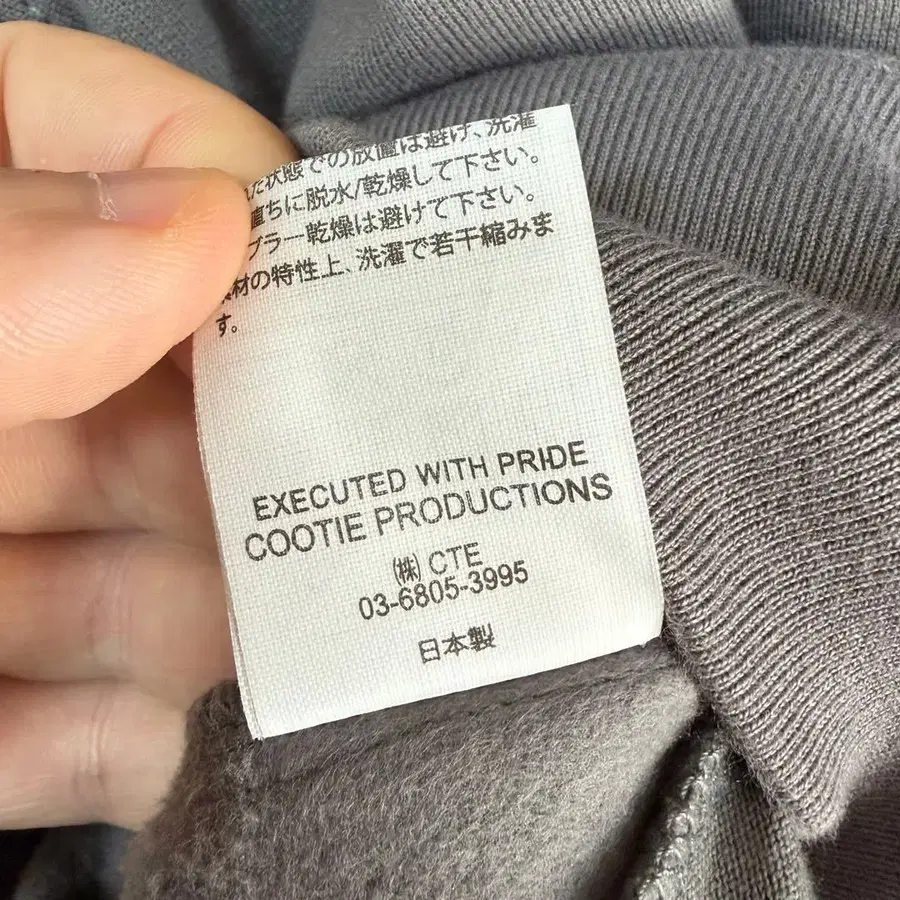 た状態での放置は避け、洗濯
直ちに脱水/乾燥して下さい。
ブラー乾燥は避けて下さい。
素材の特性上、洗濯で若干縮みま
す。
EXECUTED WITH PRIDE
COOTIE PRODUCTIONS
㈱ CTE
03-6805-3995
日本製